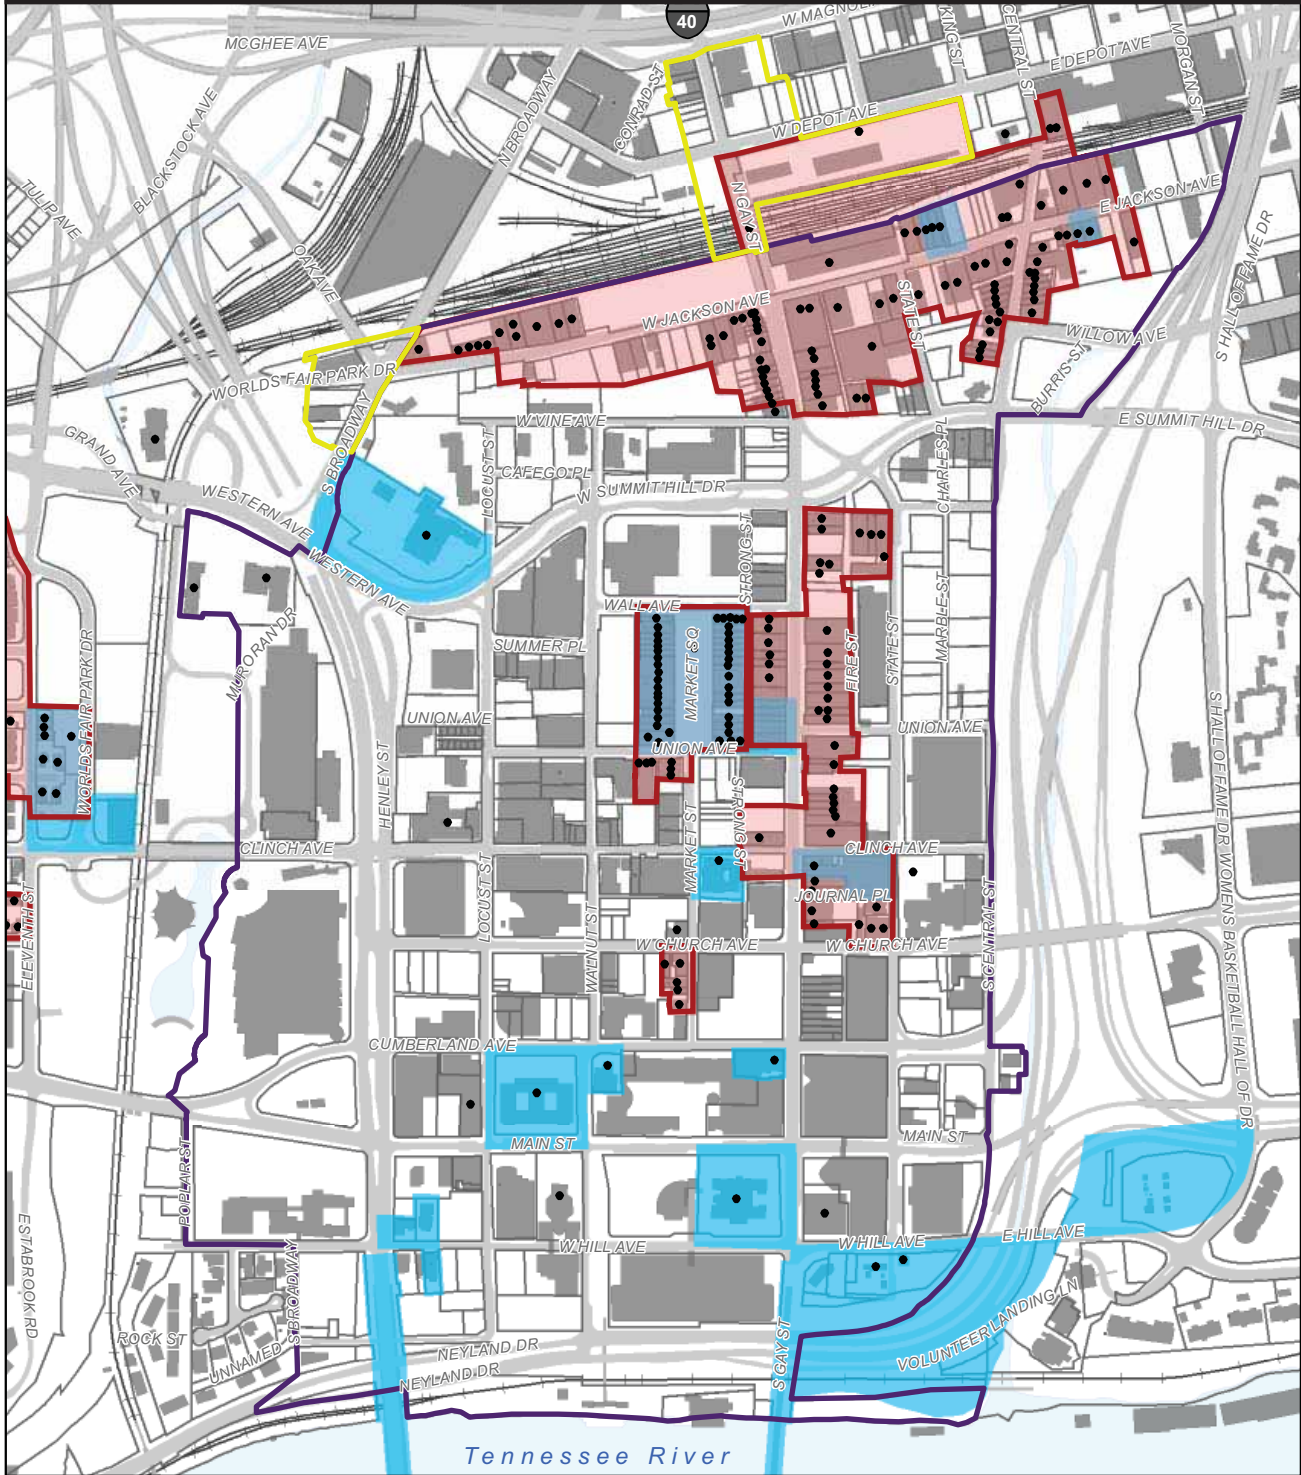 40
W MAGNOLI
KING ST
CENTRAL ST
MORGAN ST
MCGHEE AVE
E DEPOT AVE
CONRAD ST
N BROADWAY
BLACKSTOCK AVE
W DEPOT AVE
TULIP AVE
N GAY ST
E JACKSON AVE
OAK AVE
S HALL OF FAME DR
W JACKSON AVE
STATE ST
WILLOW AVE
WORLDS FAIR PARK DR
BURRIS ST
W VINE AVE
E SUMMIT HILL DR
GRAND AVE
S BROADWAY
LOCUST ST
CHARLES PL
CAFEGO PL
W SUMMIT HILL DR
WESTERN AVE
STRONG ST
WESTERN AVE
WALL AVE
MARBLE ST
MUROORAN DR
SUMMER PL
MARKET SQ
FIRE ST
STATE ST
WORLDS FAIR PARK DR
UNION AVE
UNION AVE
UNION AVE
HENLEY ST
MARKET ST
STRONG ST
CLINCH AVE
CLINCH AVE
LOCUST ST
JOURNAL PL
ELEVENTH ST
WALNUT ST
W CHURCH AVE
W CHURCH AVE
S CENTRAL ST
S HALL OF FAME DR WOMENS BASKETBALL HALL OF DR
CUMBERLAND AVE
MAIN ST
MAIN ST
POPLAR ST
ESTABROOK RD
W HILL AVE
W HILL AVE
E HILL AVE
S BROADWAY
ROCK ST
UNNAMED
NEYLAND DR
NEYLAND DR
S GAY ST
VOLUNTEER LANDING LN
Tennessee River